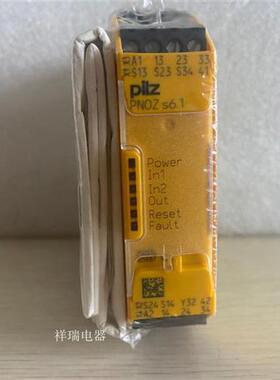 A1 13 23 33
S13 S23 S34 41
pilz
PNOZ s6.1
Power
In1
In2
Out
Reset
Fault
S24 S14 Y32 42
A2 14 24 34
祥瑞电器